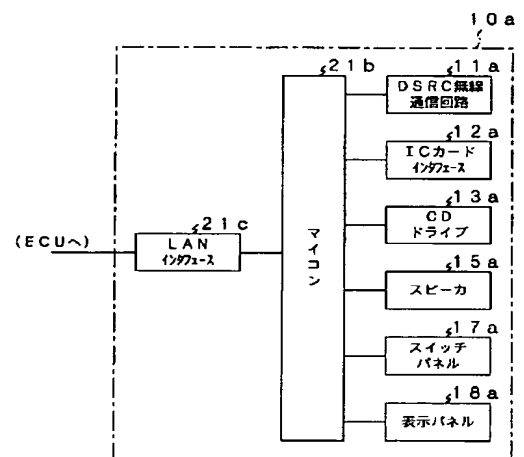 10a
21b
11a
DSRC無線
通信回路
12a
ICカード
インタフェース
13a
CD
ドライブ
21c
(ECUへ)
LAN
インタフェース
マイコン
15a
スピーカ
17a
スイッチ
パネル
18a
表示パネル